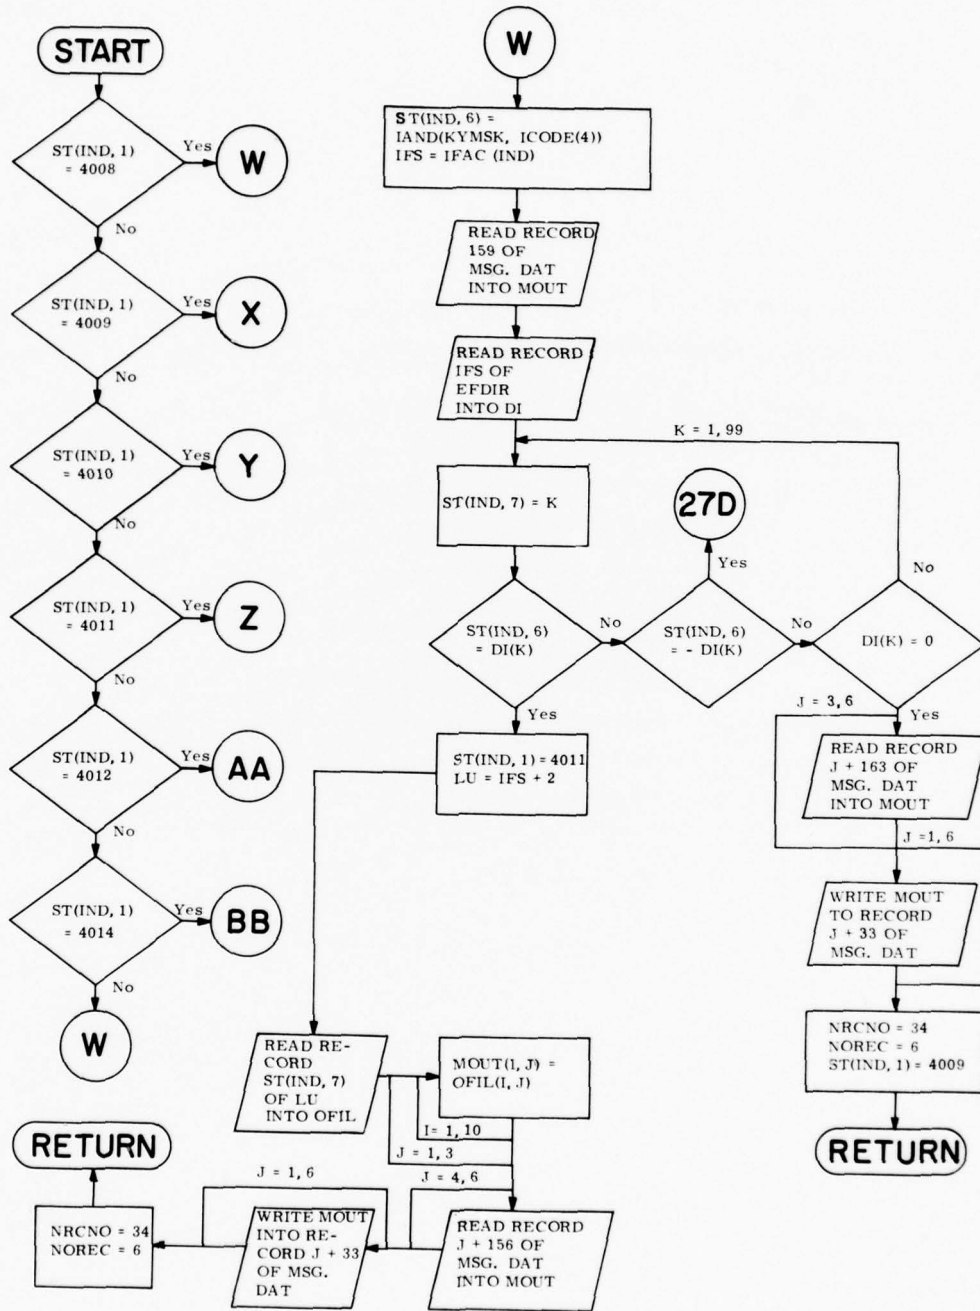 START
ST(IND, 1)
= 4008
Yes
W
No
ST(IND, 1)
= 4009
Yes
X
No
ST(IND, 1)
= 4010
Yes
Y
No
ST(IND, 1)
= 4011
Yes
Z
No
ST(IND, 1)
= 4012
Yes
AA
No
ST(IND, 1)
= 4014
Yes
BB
No
W
W
ST(IND, 6) =
IAND(KYMSK, ICODE(4))
IFS = IFAC (IND)
READ RECORD
159 OF
MSG. DAT
INTO MOUT
READ RECORD
IFS OF
EFDIR
INTO DI
K = 1, 99
ST(IND, 7) = K
27D
Yes
No
ST(IND, 6)
= DI(K)
No
ST(IND, 6)
= - DI(K)
No
DI(K) = 0
Yes
J = 3, 6
Yes
ST(IND, 1) = 4011
LU = IFS + 2
READ RECORD
J + 163 OF
MSG. DAT
INTO MOUT
J =1, 6
WRITE MOUT
TO RECORD
J + 33 OF
MSG. DAT
NRCNO = 34
NOREC = 6
ST(IND, 1) = 4009
RETURN
READ RE-
CORD
ST(IND, 7)
OF LU
INTO OFIL
MOUT(I, J) =
OFIL(I, J)
I= 1, 10
J = 1, 3
J = 4, 6
READ RECORD
J + 156 OF
MSG. DAT
INTO MOUT
J = 1, 6
WRITE MOUT
INTO RE-
CORD J + 33
OF MSG.
DAT
NRCNO = 34
NOREC = 6
RETURN